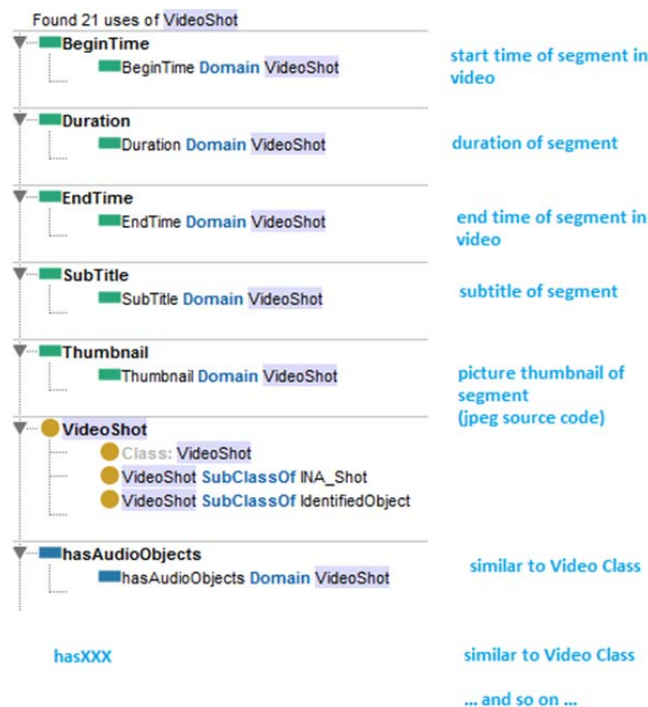 Found 21 uses of VideoShot
BeginTime
BeginTime Domain VideoShot
start time of segment in
video
Duration
Duration Domain VideoShot
duration of segment
EndTime
EndTime Domain VideoShot
end time of segment in
video
SubTitle
SubTitle Domain VideoShot
subtitle of segment
Thumbnail
Thumbnail Domain VideoShot
picture thumbnail of
segment
(jpeg source code)
VideoShot
Class: VideoShot
VideoShot SubClassOf INA_Shot
VideoShot SubClassOf IdentifiedObject
hasAudioObjects
hasAudioObjects Domain VideoShot
similar to Video Class
hasXXX
similar to Video Class
... and so on ...